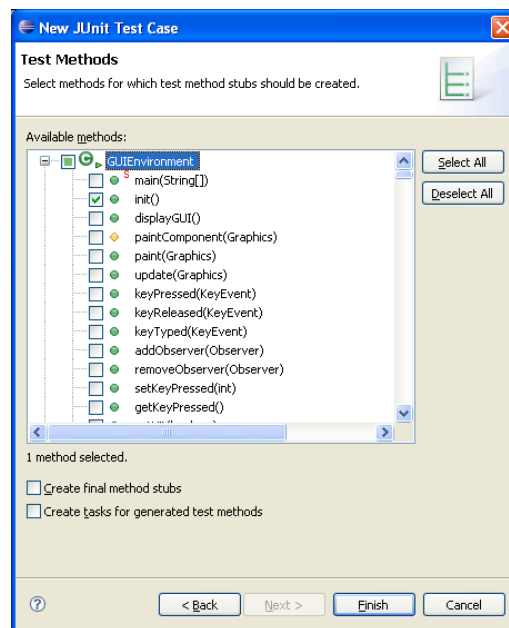 New JUnit Test Case
Test Methods
Select methods for which test method stubs should be created.
Available methods:
GUIEnvironment
S main(String[])
init()
displayGUI()
paintComponent(Graphics)
paint(Graphics)
update(Graphics)
keyPressed(KeyEvent)
keyReleased(KeyEvent)
keyTyped(KeyEvent)
addObserver(Observer)
removeObserver(Observer)
setKeyPressed(int)
getKeyPressed()
Select All
Deselect All
1 method selected.
Create final method stubs
Create tasks for generated test methods
? < Back Next > Finish Cancel